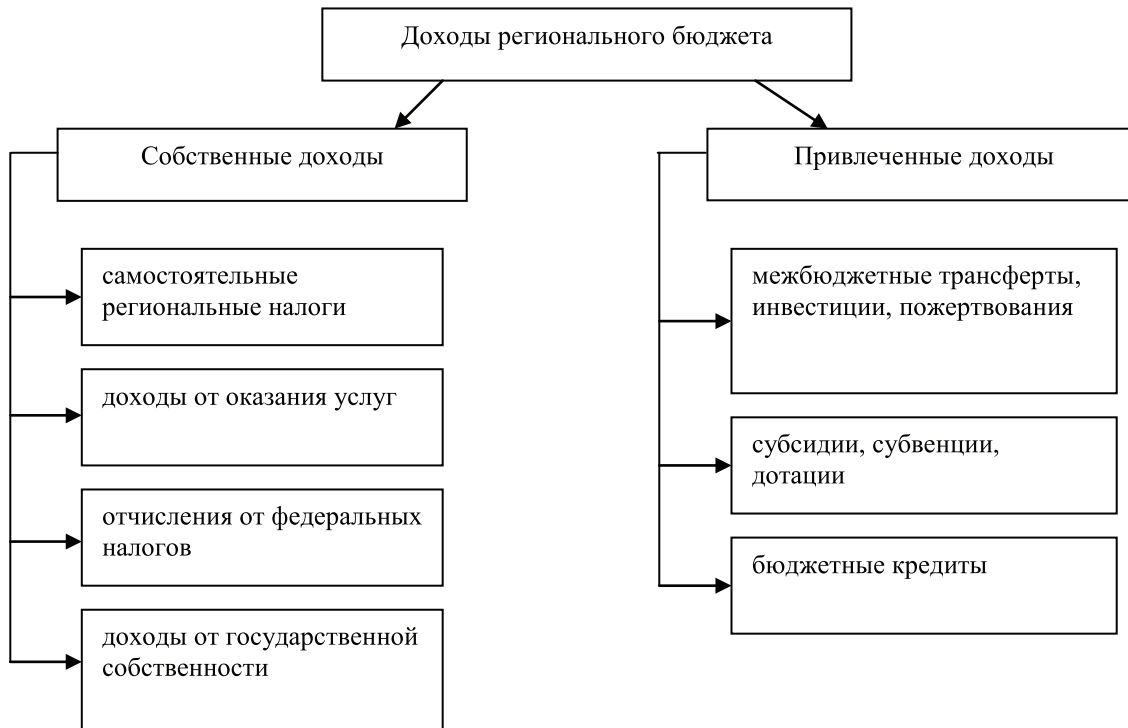 Доходы регионального бюджета
Собственные доходы
самостоятельные
региональные налоги
доходы от оказания услуг
отчисления от федеральных
налогов
доходы от государственной
собственности
Привлеченные доходы
межбюджетные трансферты,
инвестиции, пожертвования
субсидии, субвенции,
дотации
бюджетные кредиты